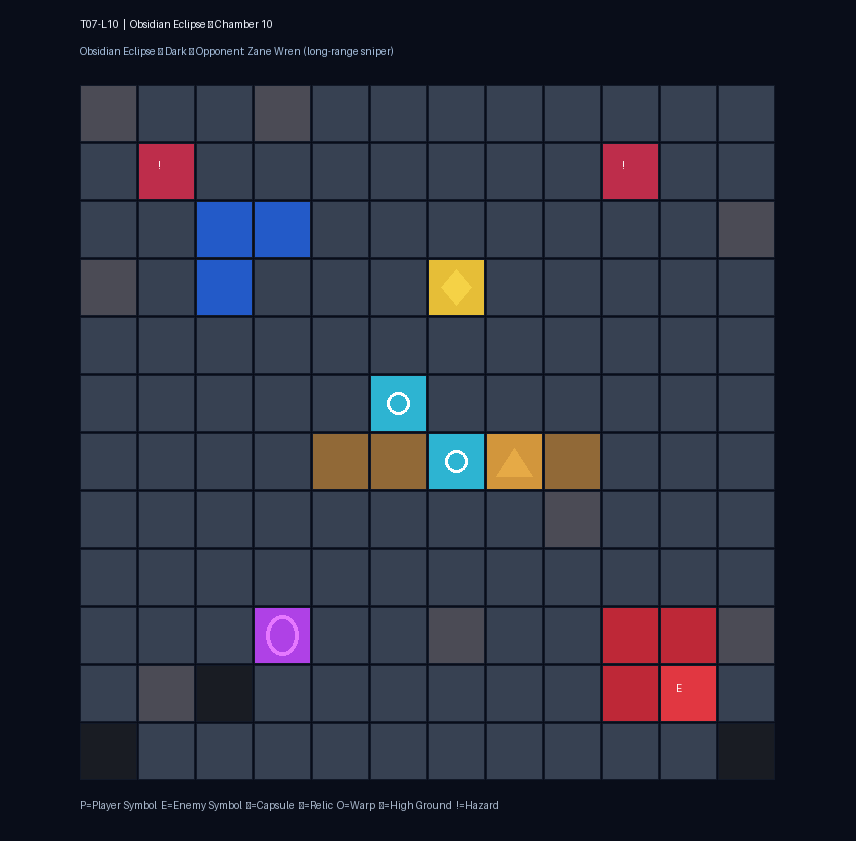 T07-L10 | Obsidian Eclipse □ Chamber 10
Obsidian Eclipse □ Dark □ Opponent: Zane Wren (long-range sniper)
!
!
E
P=Player Symbol E=Enemy Symbol □=Capsule □=Relic O=Warp □=High Ground !=Hazard